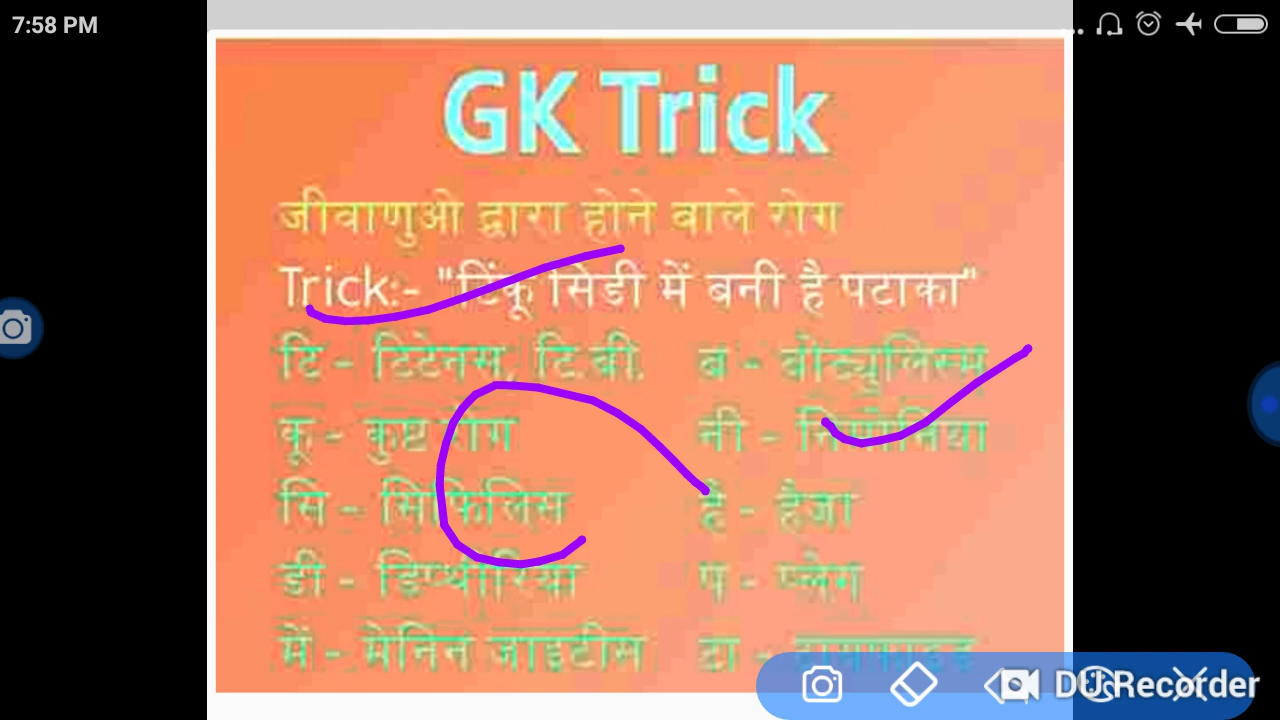 7:58 PM
GK Trick
जीवाणुओ द्वारा होने वाले रोग
Trick:- "टिंकू सिडी में बनी है पटाका"
टि - टिटेनस, टि.बी. ब - बोट्युलिस्म
कू - कुष्ट रोग नी - निमोनिया
सि - सिफिलिस है - हैजा
डी - डिप्थीरिया प - प्लेग
में - मेनिन जाइटीस टा -
DU Recorder